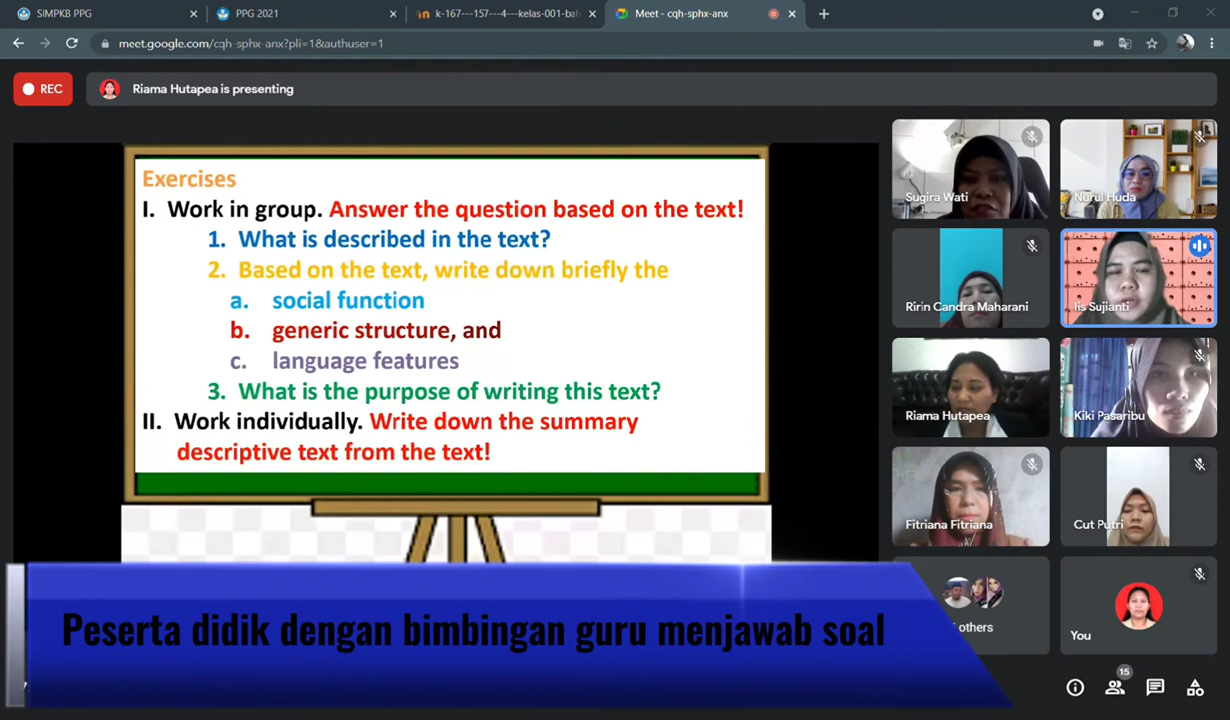 SIMPKB PPG
PPG 2021
k-167---157---4---kelas-001-bah
Meet - cqh-sphx-anx
meet.google.com/cqh-sphx-anx?pli=1&authuser=1
REC
Riama Hutapea is presenting
Exercises
I. Work in group. Answer the question based on the text!
1. What is described in the text?
2. Based on the text, write down briefly the
a. social function
b. generic structure, and
c. language features
3. What is the purpose of writing this text?
II. Work individually. Write down the summary
descriptive text from the text!
Sugira Wati
Nurul Huda
Ririn Candra Maharani
Iis Sujianti
Riama Hutapea
Kiki Pasaribu
Fitriana Fitriana
Cut Putri
others
You
15
Peserta didik dengan bimbingan guru menjawab soal